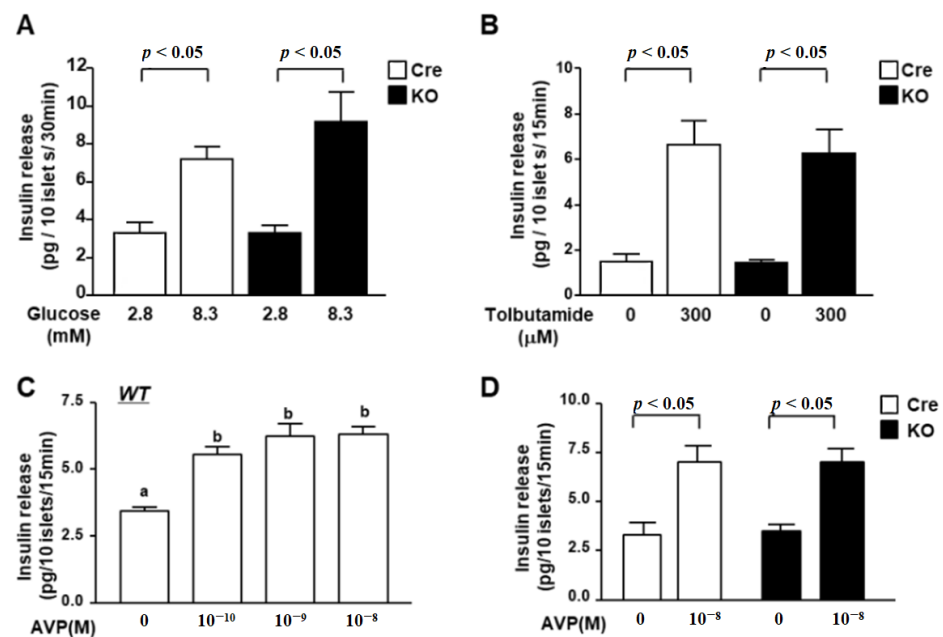 A
p < 0.05 p < 0.05
Cre
KO
Insulin release
(pg / 10 islet s/ 30min)
12
10
8
6
4
2
0
Glucose 2.8 8.3 2.8 8.3
(mM)
B
p < 0.05 p < 0.05
Cre
KO
Insulin release
(pg / 10 islet s/ 15min)
10
8
6
4
2
0
Tolbutamide 0 300 0 300
(μM)
C
WT
Insulin release
(pg/10 islets/15min)
7.5
5.0
2.5
0.0
a b b b
AVP(M) 0 10⁻¹⁰ 10⁻⁹ 10⁻⁸
D
p < 0.05 p < 0.05
Cre
KO
Insulin release
(pg/10 islets/15min)
10.0
7.5
5.0
2.5
0.0
AVP(M) 0 10⁻⁸ 0 10⁻⁸